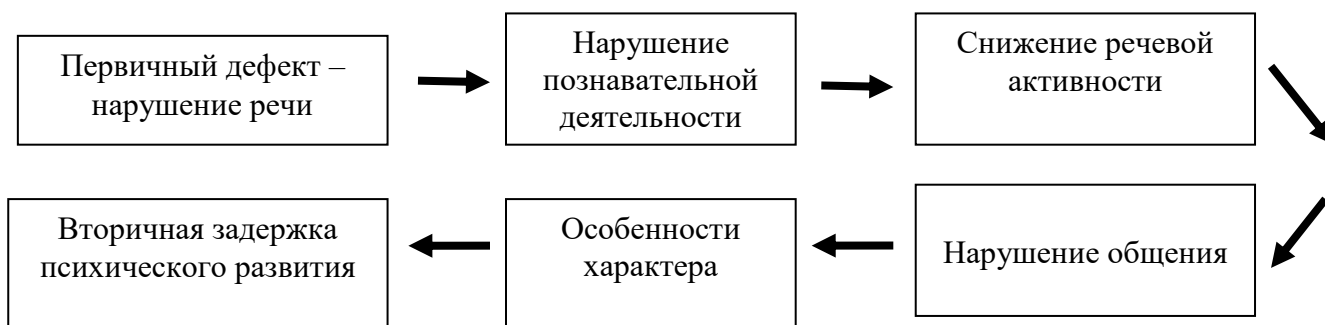 Первичный дефект –
нарушение речи
Нарушение
познавательной
деятельности
Снижение речевой
активности
Нарушение общения
Особенности
характера
Вторичная задержка
психического развития